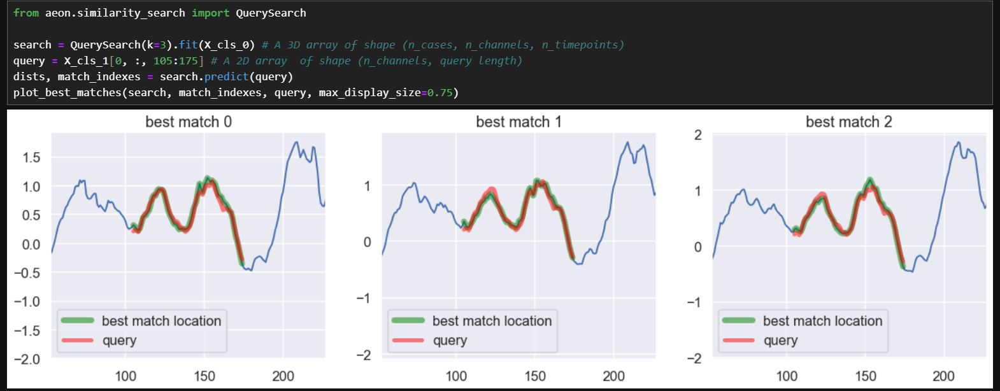 from aeon.similarity_search import QuerySearch
search = QuerySearch(k=3).fit(X_cls_0) # A 3D array of shape (n_cases, n_channels, n_timepoints)
query = X_cls_1[0, :, 105:175] # A 2D array  of shape (n_channels, query length)
dists, match_indexes = search.predict(query)
plot_best_matches(search, match_indexes, query, max_display_size=0.75)
best match 0
1.5
1.0
0.5
0.0
−0.5
−1.0
−1.5
−2.0
best match location
query
100 150 200
best match 1
1
0
−1
−2
best match location
query
100 150 200
best match 2
2
1
0
−1
−2
best match location
query
100 150 200